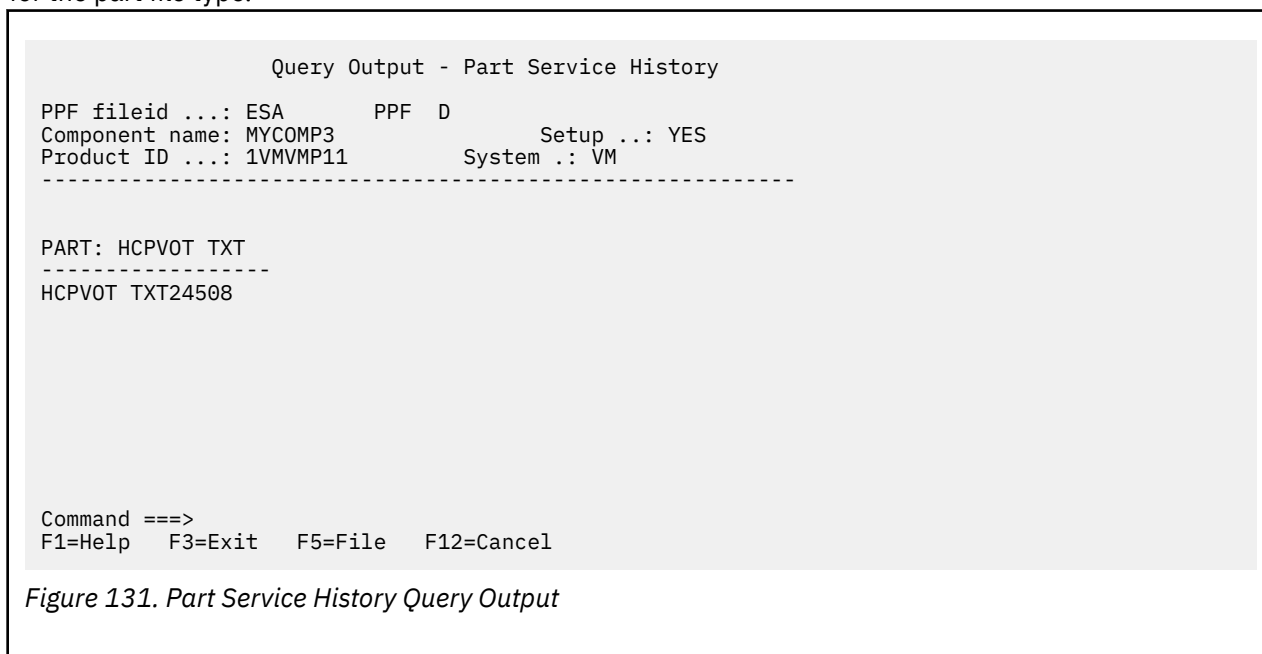 for the part file type.
Query Output - Part Service History
PPF fileid ...: ESA PPF D
Component name: MYCOMP3 Setup ..: YES
Product ID ...: 1VMVMP11 System .: VM
----------------------------------------------------------
PART: HCPVOT TXT
------------------
HCPVOT TXT24508
Command ===>
F1=Help F3=Exit F5=File F12=Cancel
Figure 131. Part Service History Query Output